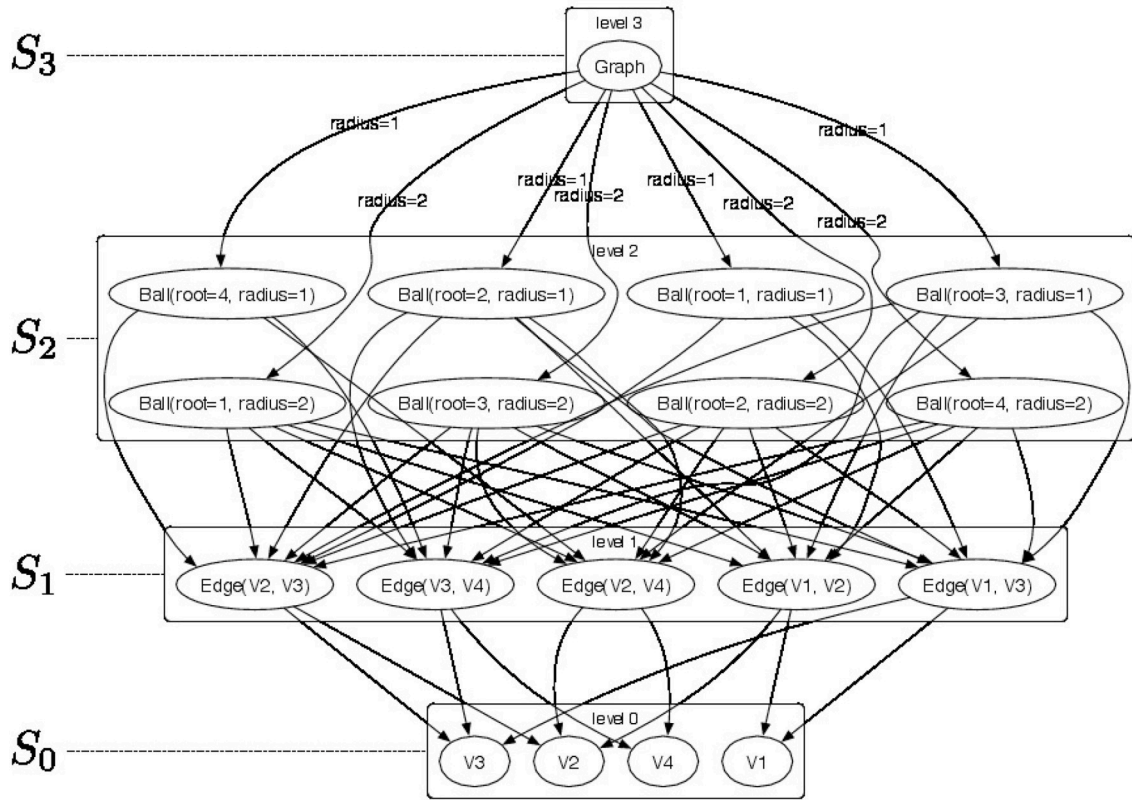 level 3
S3
Graph
radius=1
radius=1
radius=1
radius=1
radius=2
radius=2
radius=2
radius=2
level 2
Ball(root=4, radius=1)
Ball(root=2, radius=1)
Ball(root=1, radius=1)
Ball(root=3, radius=1)
S2
Ball(root=1, radius=2)
Ball(root=3, radius=2)
Ball(root=2, radius=2)
Ball(root=4, radius=2)
level 1
S1
Edge(V2, V3)
Edge(V3, V4)
Edge(V2, V4)
Edge(V1, V2)
Edge(V1, V3)
level 0
S0
V3
V2
V4
V1